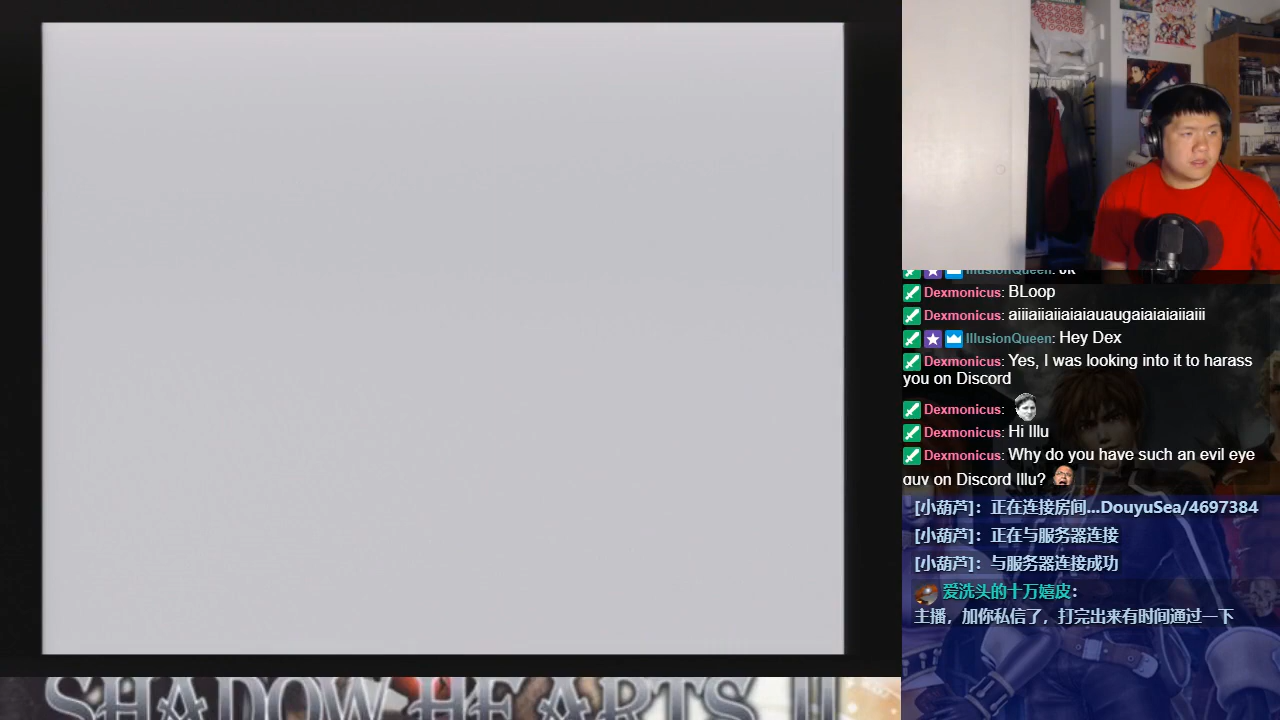 IllusionQueen: ok
Dexmonicus: BLoop
Dexmonicus: aiiiaiiaiiaiaiauaugaiaiaiaiiaiii
IllusionQueen: Hey Dex
Dexmonicus: Yes, I was looking into it to harass
you on Discord
Dexmonicus:
Dexmonicus: Hi Illu
Dexmonicus: Why do you have such an evil eye
guy on Discord Illu?
[小葫芦]：正在连接房间...DouyuSea/4697384
[小葫芦]：正在与服务器连接
[小葫芦]：与服务器连接成功
爱洗头的十万嬉皮：
主播，加你私信了，打完出来有时间通过一下
SHADOW HEARTS II